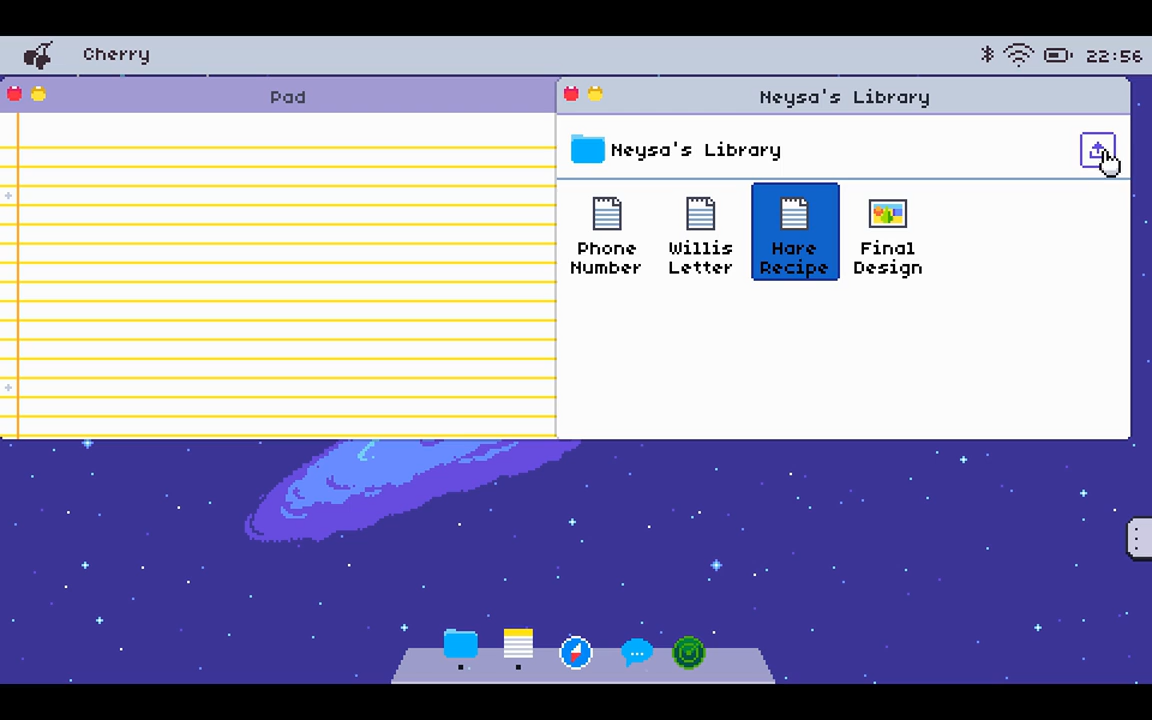 Cherry
22:56
Pad
Neysa's Library
Neysa's Library
Phone
Number
Willis
Letter
Hare
Recipe
Final
Design